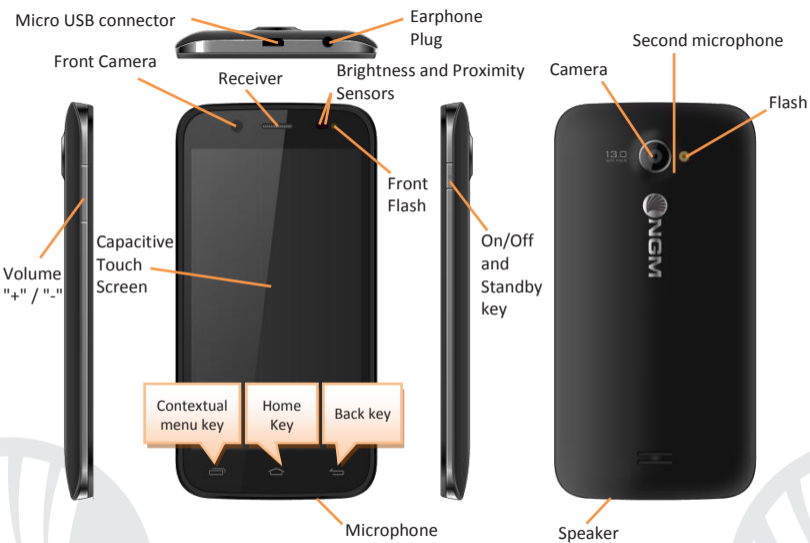 Micro USB connector
Earphone
Plug
Second microphone
Front Camera
Receiver
Brightness and Proximity
Sensors
Camera
Flash
Front
Flash
Capacitive
Touch
Screen
On/Off
and
Standby
key
Volume
"+" / "-"
13.0
NGM
Contextual
menu key
Home
Key
Back key
Microphone
Speaker